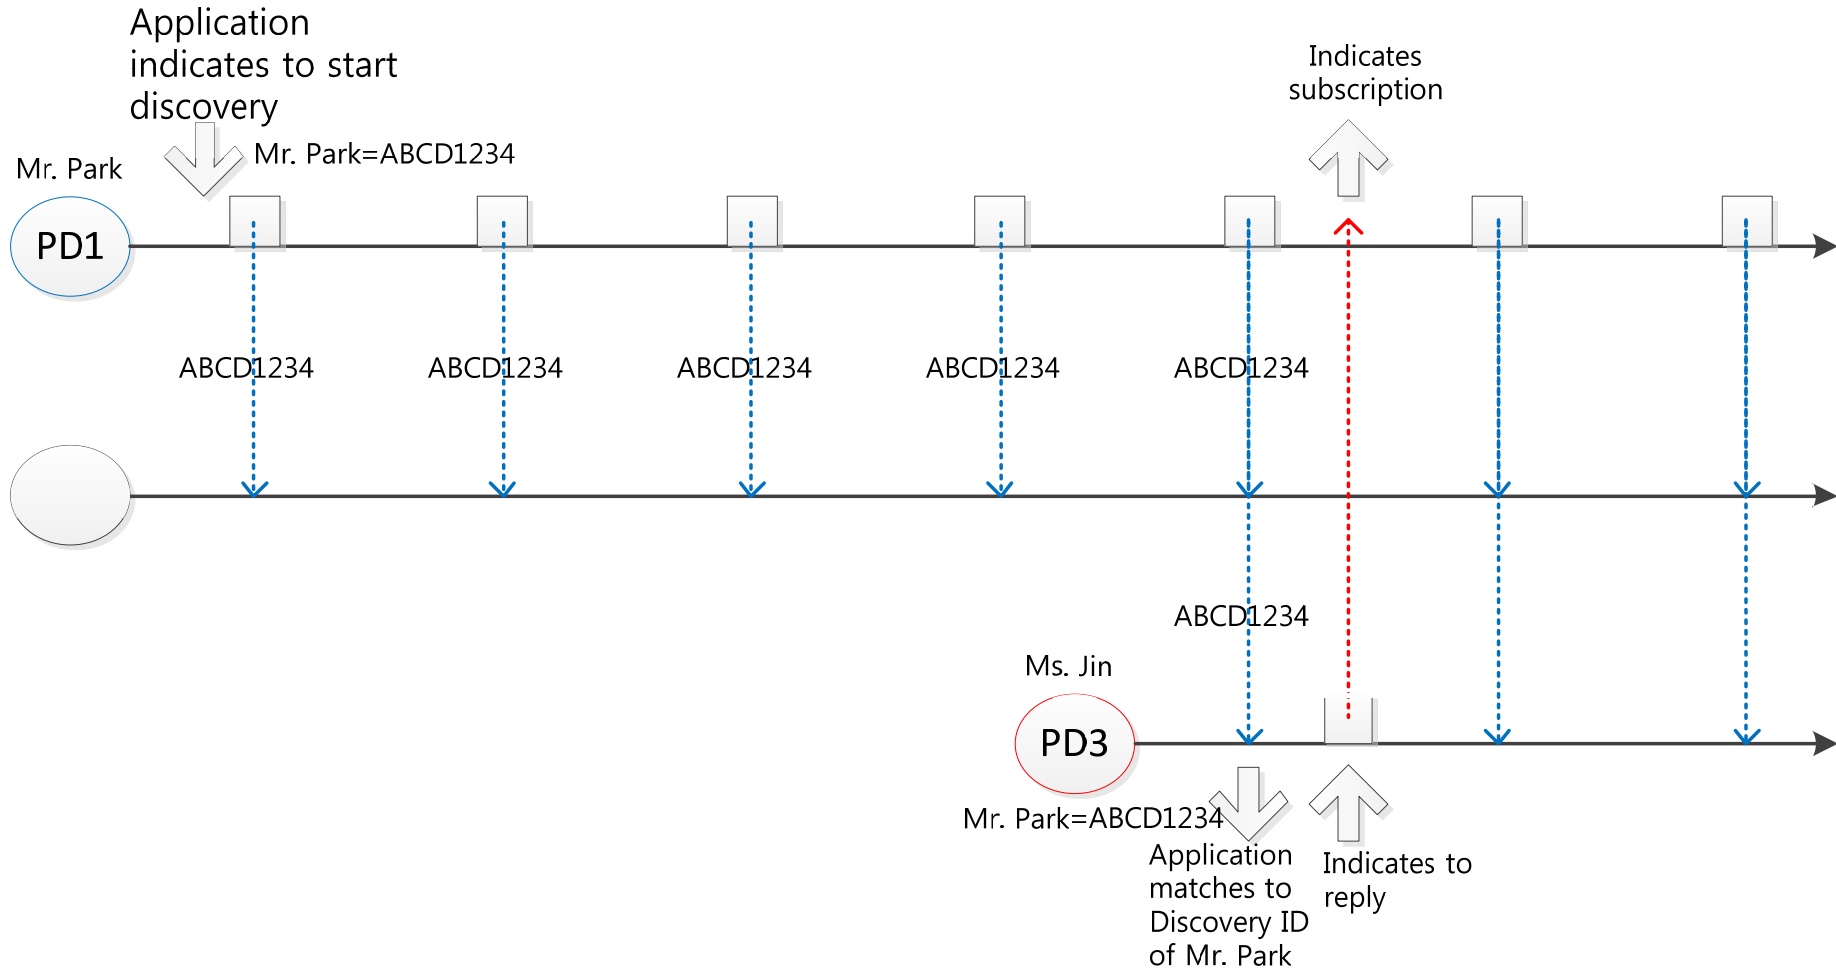 Application
indicates to start
discovery
Indicates
subscription
Mr. Park=ABCD1234
Mr. Park
PD1
ABCD1234
ABCD1234
ABCD1234
ABCD1234
ABCD1234
ABCD1234
Ms. Jin
PD3
Mr. Park=ABCD1234
Application
matches to
Discovery ID
of Mr. Park
Indicates to
reply